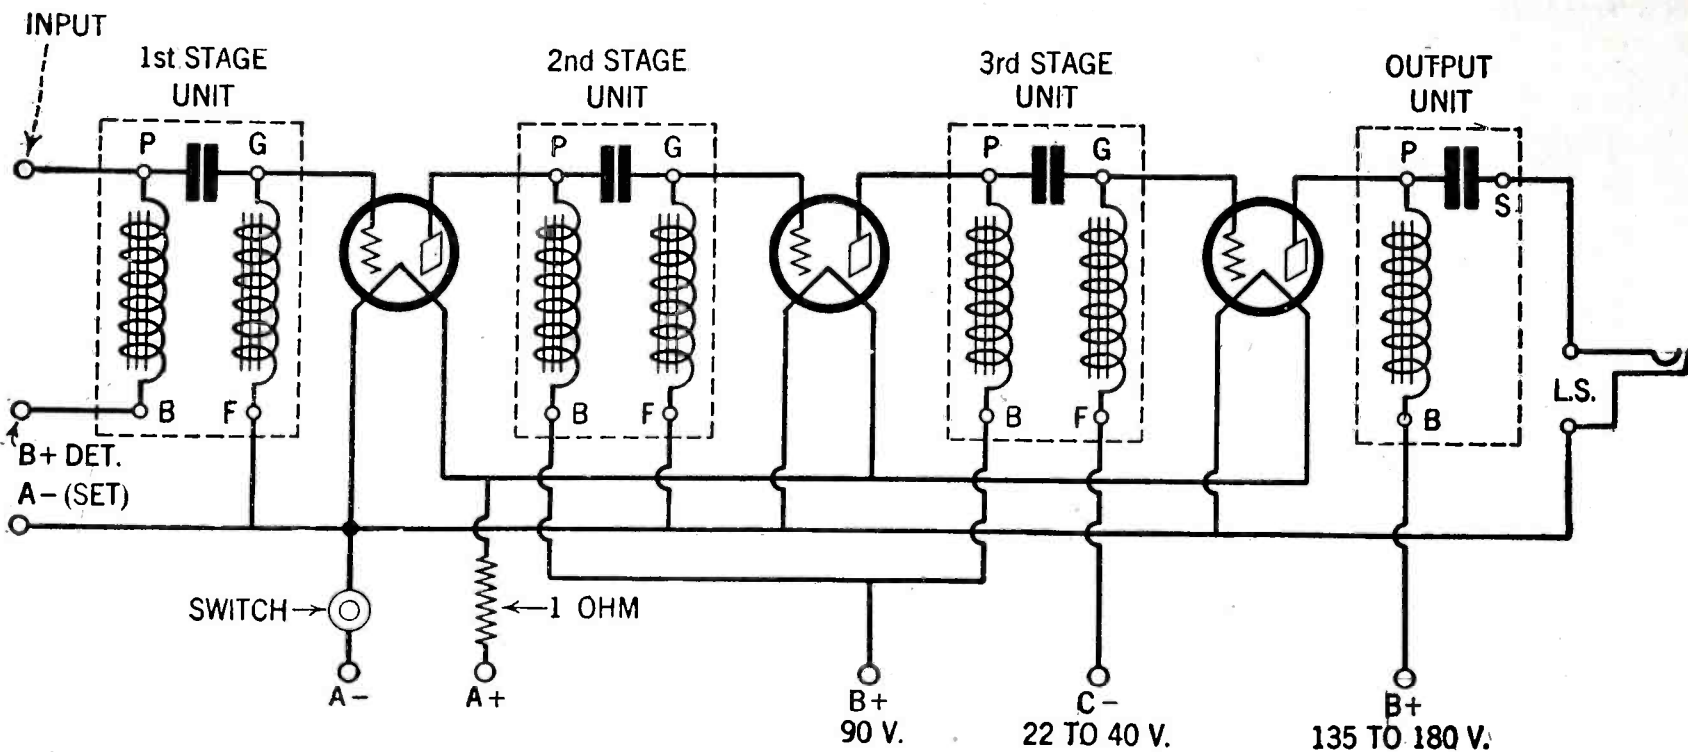 INPUT
1st STAGE
UNIT
2nd STAGE
UNIT
3rd STAGE
UNIT
OUTPUT
UNIT
P G
P G
P G
P
S.
B F
B F
B F
B
L.S.
B+ DET.
A- (SET)
SWITCH
1 OHM
A-
A+
B+
90 V.
C-
22 TO 40 V.
B+
135 TO 180 V.